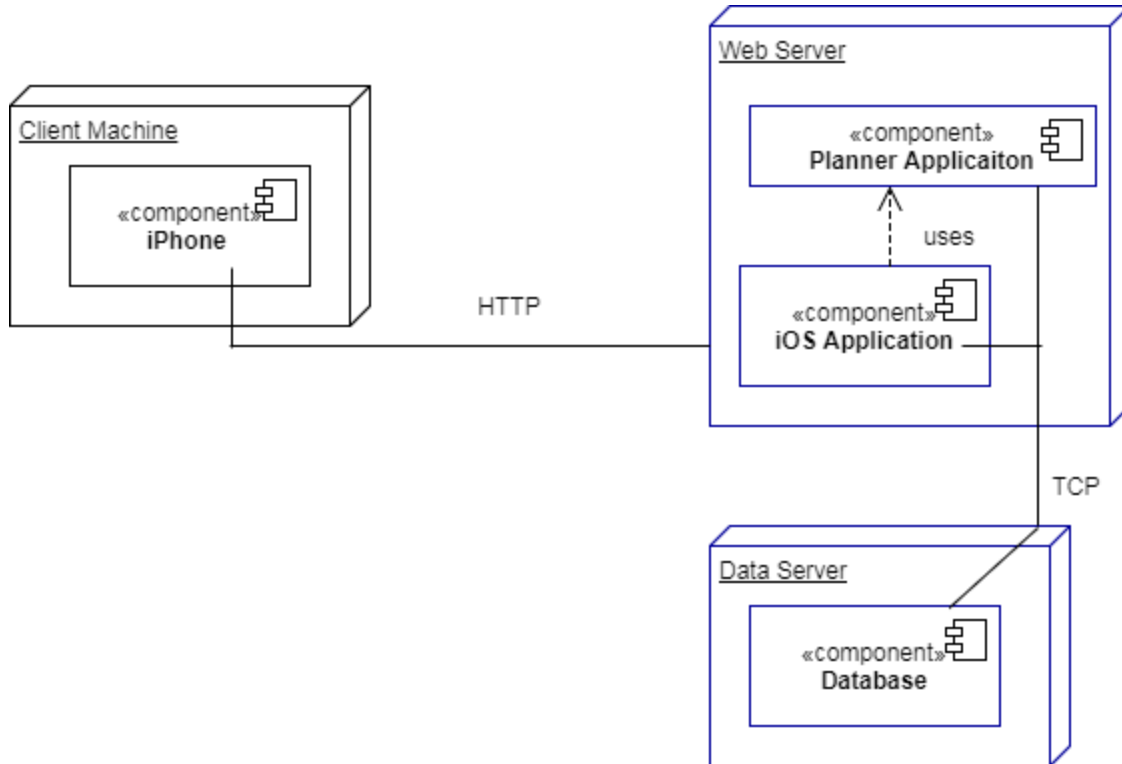 Client Machine
«component»
iPhone
HTTP
Web Server
«component»
Planner Applicaiton
uses
«component»
iOS Application
TCP
Data Server
«component»
Database